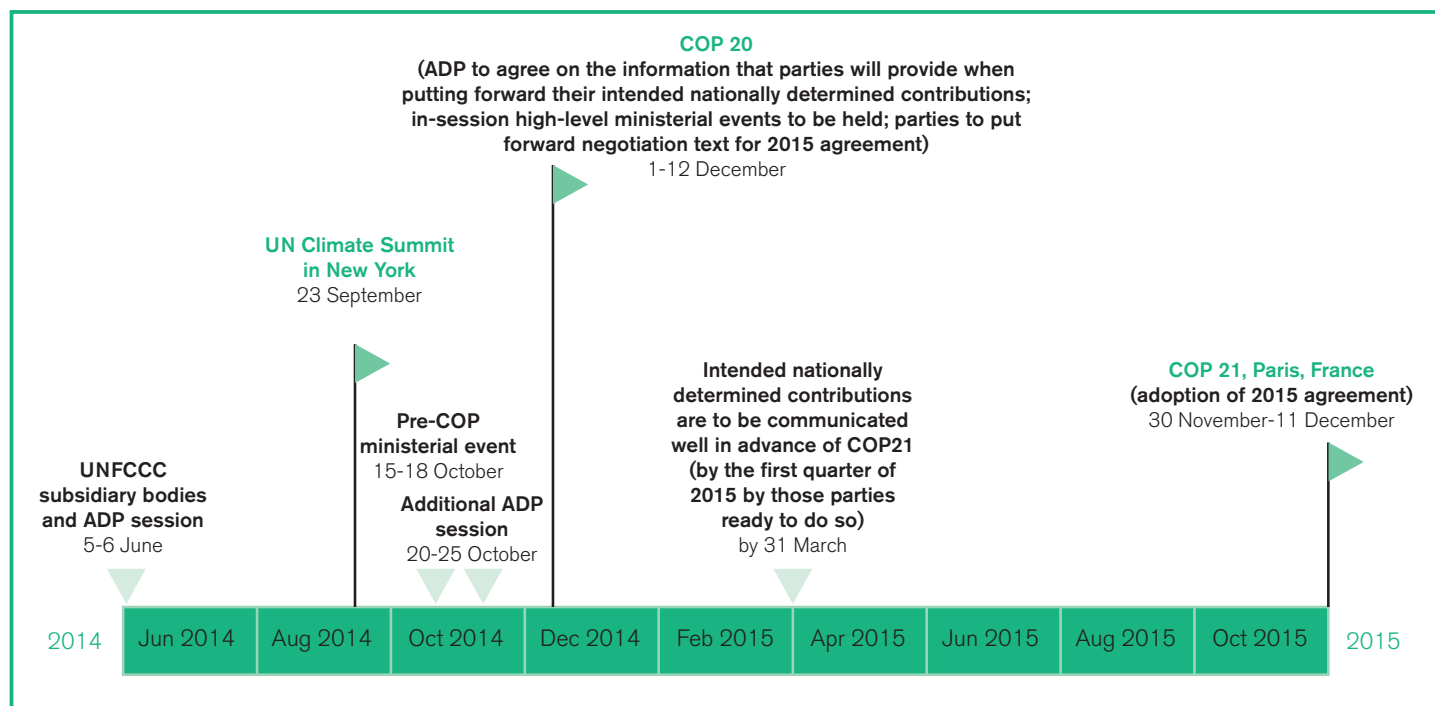 COP 20
(ADP to agree on the information that parties will provide when
putting forward their intended nationally determined contributions;
in-session high-level ministerial events to be held; parties to put
forward negotiation text for 2015 agreement)
1-12 December
UN Climate Summit
in New York
23 September
Pre-COP
ministerial event
15-18 October
UNFCCC
subsidiary bodies
and ADP session
5-6 June
Additional ADP
session
20-25 October
Intended nationally
determined contributions
are to be communicated
well in advance of COP21
(by the first quarter of
2015 by those parties
ready to do so)
by 31 March
COP 21, Paris, France
(adoption of 2015 agreement)
30 November-11 December
2014
Jun 2014
Aug 2014
Oct 2014
Dec 2014
Feb 2015
Apr 2015
Jun 2015
Aug 2015
Oct 2015
2015